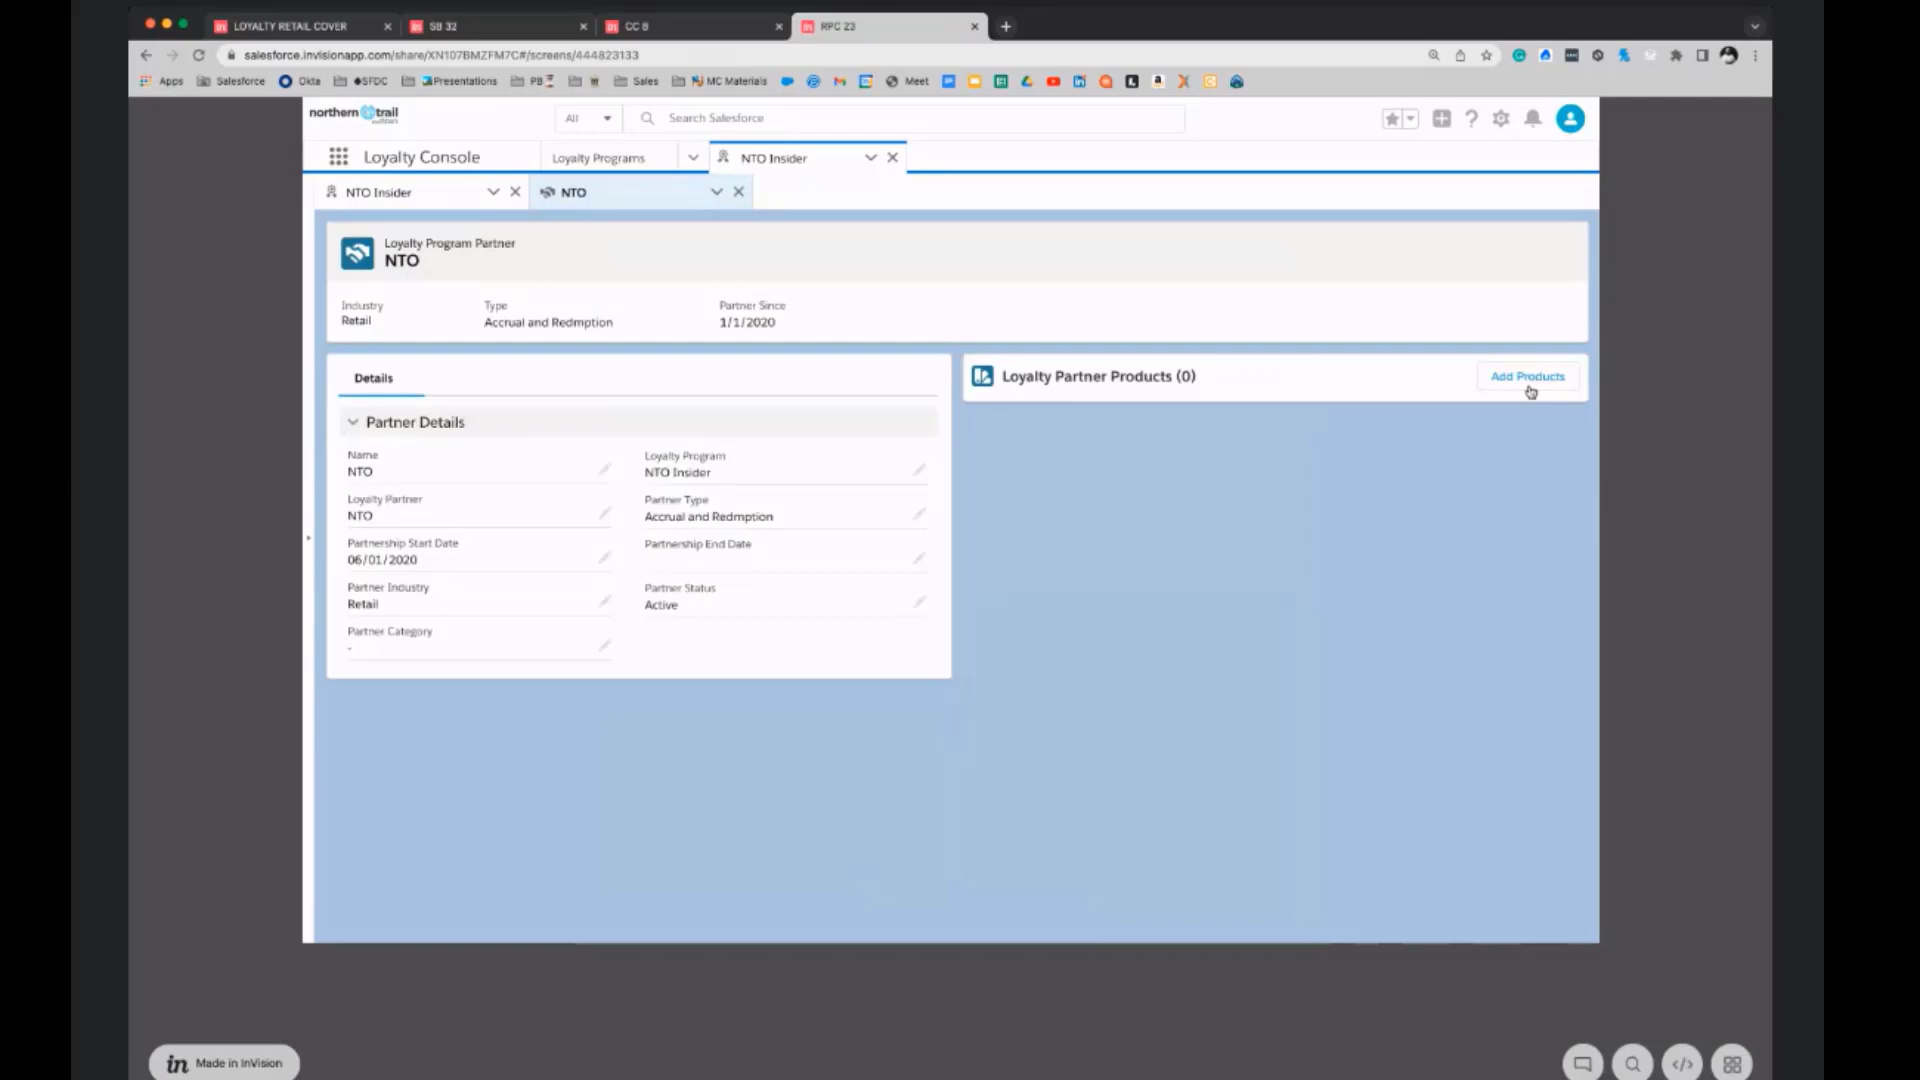 LOYALTY RETAIL COVER
SB 32
CC 8
RPC 23
salesforce.invisionapp.com/share/XN107BMZFM7C#/screens/444823133
Apps
Salesforce
Okta
SFDC
Presentations
PB
Sales
MC Materials
Meet
northern trail
All
Search Salesforce
Loyalty Console
Loyalty Programs
NTO Insider
NTO Insider
NTO
Loyalty Program Partner
NTO
Industry
Type
Partner Since
Retail
Accrual and Redmption
1/1/2020
Details
Loyalty Partner Products (0)
Add Products
Partner Details
Name
NTO
Loyalty Program
NTO Insider
Loyalty Partner
NTO
Partner Type
Accrual and Redmption
Partnership Start Date
06/01/2020
Partnership End Date
Partner Industry
Retail
Partner Status
Active
Partner Category
-
in Made in InVision